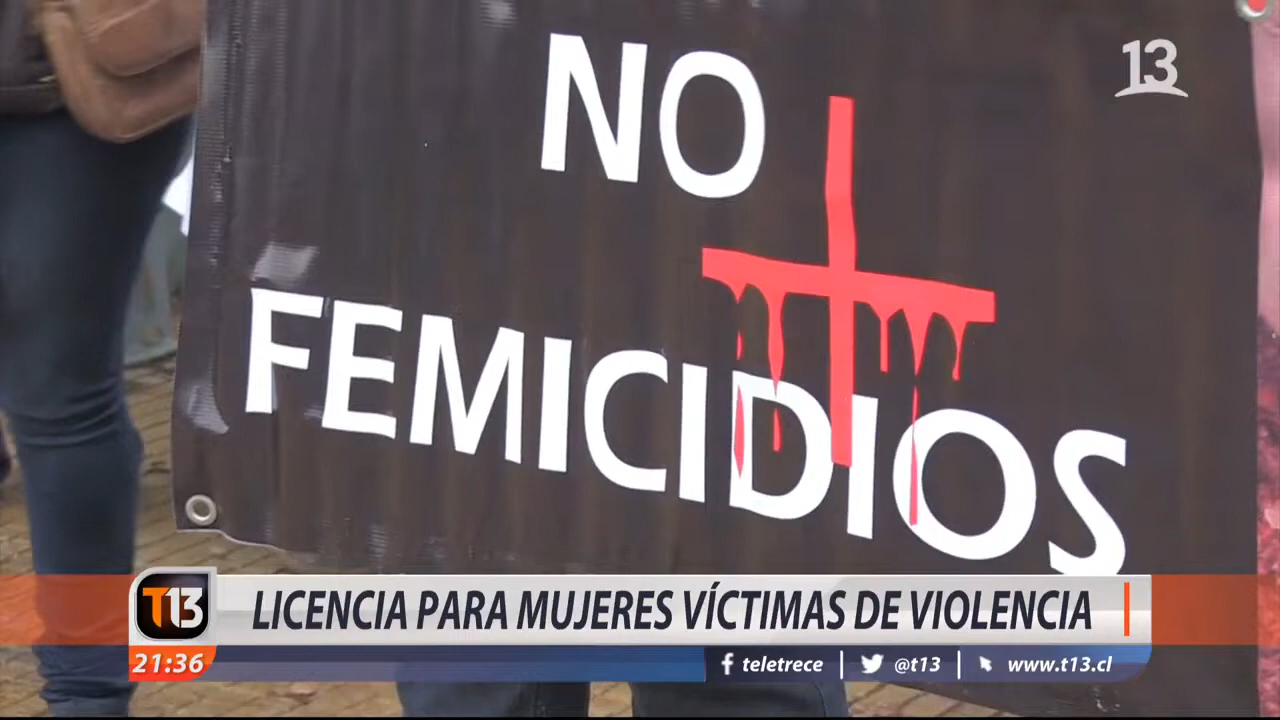 13
NO +
FEMICIDIOS
T13
LICENCIA PARA MUJERES VÍCTIMAS DE VIOLENCIA
21:36
teletrece
@t13
www.t13.cl